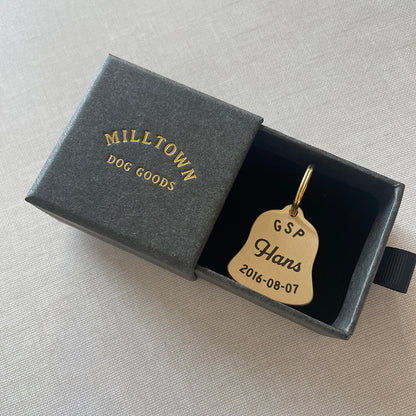 MILLTOWN
DOG GOODS
GSP
Hans
2016-08-07